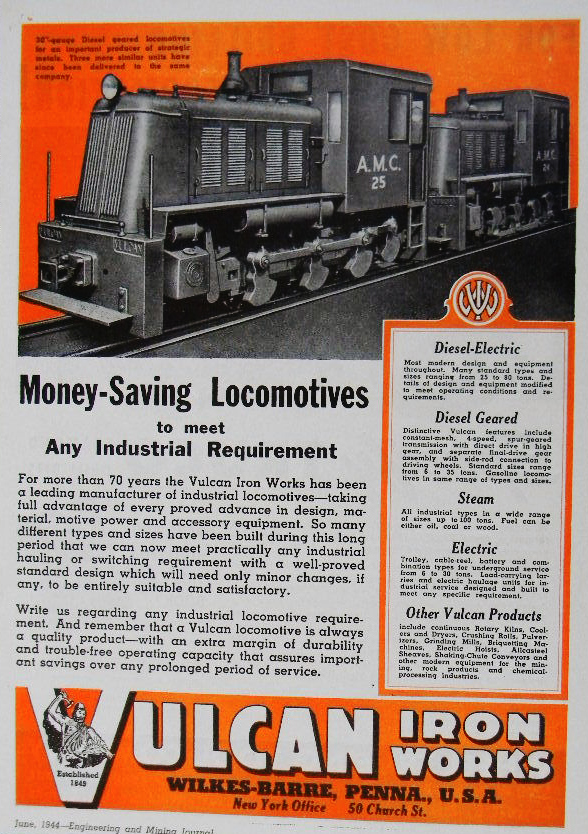 30"-gauge Diesel geared locomotives
for an important producer of strategic
metals. Three more similar units have
since been delivered to the same
company.
A.M.C.
25
A.M.C.
24
VULCAN
VULCAN
VIW
Money-Saving Locomotives
to meet
Any Industrial Requirement
For more than 70 years the Vulcan Iron Works has been
a leading manufacturer of industrial locomotives—taking
full advantage of every proved advance in design, ma-
terial, motive power and accessory equipment. So many
different types and sizes have been built during this long
period that we can now meet practically any industrial
hauling or switching requirement with a well-proved
standard design which will need only minor changes, if
any, to be entirely suitable and satisfactory.
Write us regarding any industrial locomotive require-
ment. And remember that a Vulcan locomotive is always
a quality product—with an extra margin of durability
and trouble-free operating capacity that assures import-
ant savings over any prolonged period of service.
Diesel-Electric
Most modern design and equipment
throughout. Many standard types and
sizes ranging from 25 to 80 tons. De-
tails of design and equipment modified
to meet operating conditions and re-
quirements.
Diesel Geared
Distinctive Vulcan features include
constant-mesh, 4-speed, spur-geared
transmission with direct drive in high
gear, and separate final-drive gear
assembly with side-rod connection to
driving wheels. Standard sizes range
from 6 to 35 tons. Gasoline locomo-
tives in same range of types and sizes.
Steam
All industrial types in a wide range
of sizes up to 100 tons. Fuel can be
either oil, coal or wood.
Electric
Trolley, cable-reel, battery and com-
bination types for underground service
from 6 to 30 tons. Load-carrying lar-
ries and electric haulage units for in-
dustrial service designed and built to
meet any specific requirement.
Other Vulcan Products
include continuous Rotary Kilns, Cool-
ers and Dryers, Crushing Rolls, Pulver-
izers, Grinding Mills, Briquetting Ma-
chines, Electric Hoists, Allcasteel
Sheaves, Shaking-Chute Conveyors and
other modern equipment for the min-
ing, rock products and chemical-
processing industries.
Established
1849
VULCAN IRON WORKS
WILKES-BARRE, PENNA., U.S.A.
New York Office 50 Church St.
June, 1944—Engineering and Mining Journal